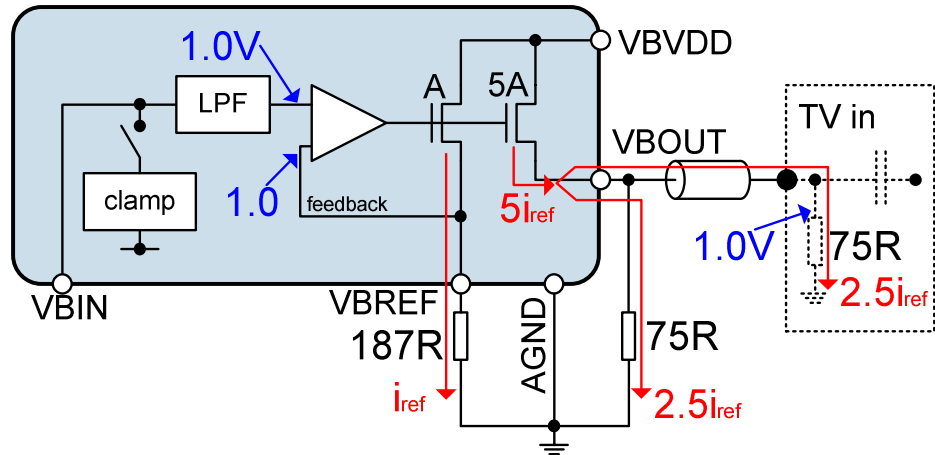 1.0V
VBVDD
A
5A
LPF
TV in
VBOUT
clamp
1.0
feedback
5iref
1.0V
75R
2.5iref
VBIN
VBREF
AGND
187R
75R
iref
2.5iref